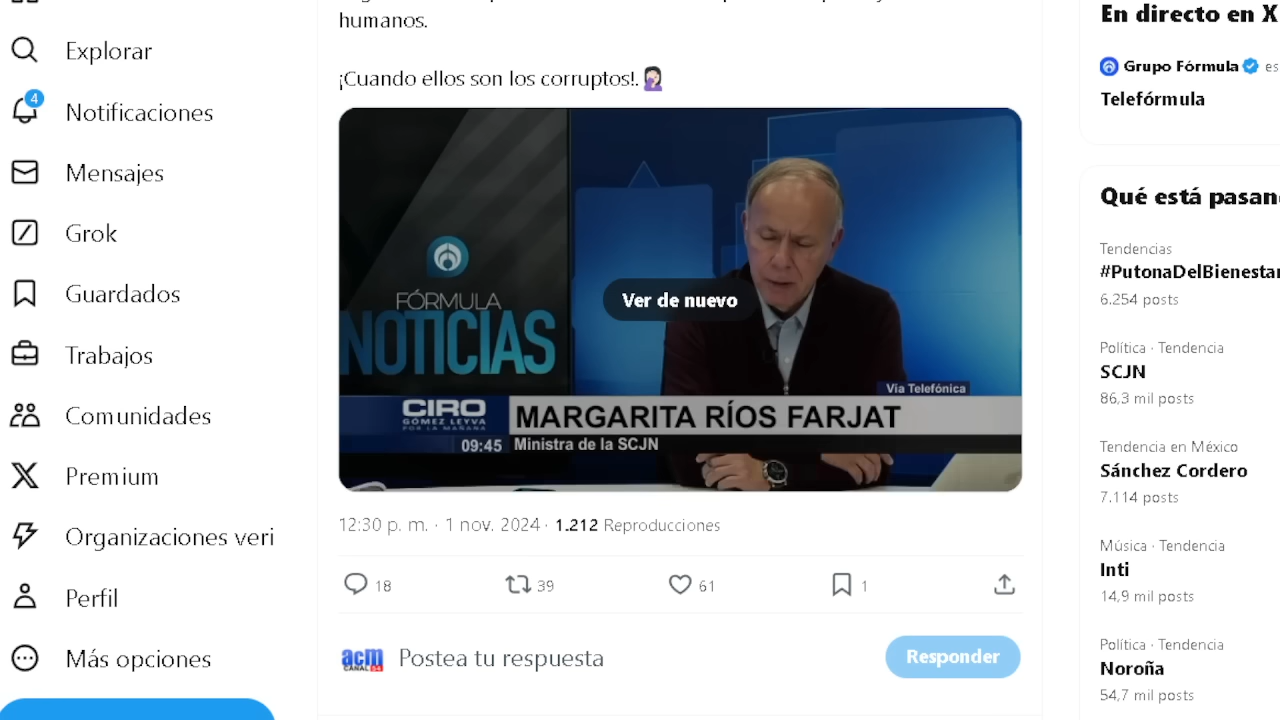 humanos.
¡Cuando ellos son los corruptos!.
Explorar
4
Notificaciones
Mensajes
Grok
Guardados
Trabajos
Comunidades
Premium
Organizaciones veri
Perfil
Más opciones
FÓRMULA
NOTICIAS
Ver de nuevo
Vía Telefónica
CIRO
GÓMEZ LEYVA
POR LA MAÑANA
MARGARITA RÍOS FARJAT
09:45 Ministra de la SCJN
12:30 p. m. · 1 nov. 2024 · 1.212 Reproducciones
18 39 61 1
acm
CANAL
Postea tu respuesta
Responder
En directo en X
Grupo Fórmula es
Telefórmula
Qué está pasan
Tendencias
#PutonaDelBienestar
6.254 posts
Política · Tendencia
SCJN
86,3 mil posts
Tendencia en México
Sánchez Cordero
7.114 posts
Música · Tendencia
Inti
14,9 mil posts
Política · Tendencia
Noroña
54,7 mil posts